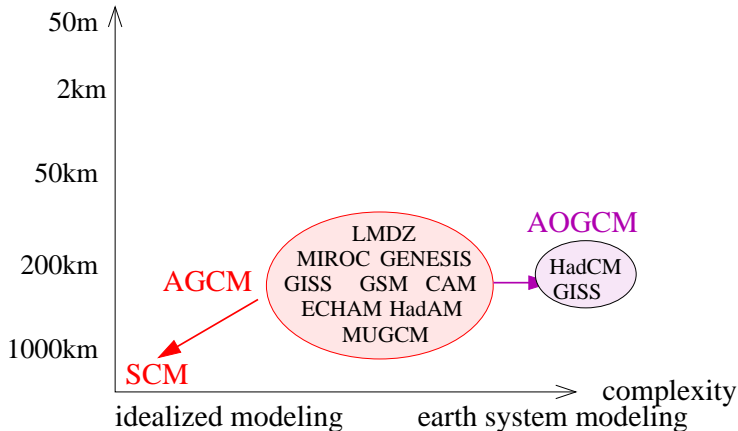 50m
2km
50km
200km
1000km
AGCM
SCM
LMDZ
MIROC GENESIS
GISS GSM CAM
ECHAM HadAM
MUGCM
AOGCM
HadCM
GISS
complexity
idealized modeling
earth system modeling